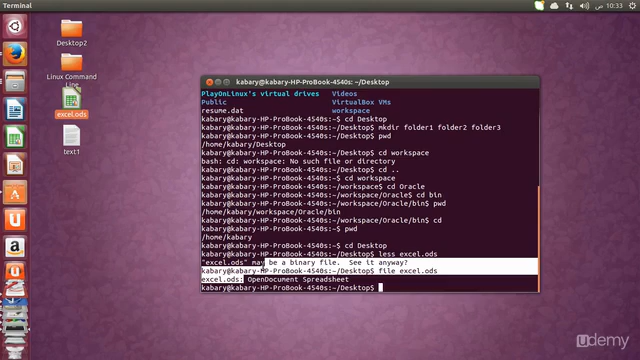 Terminal
10:33
Desktop2
Linux Command
Line
excel.ods
text1
kabary@kabary-HP-ProBook-4540s: ~/Desktop
PlayOnLinux's virtual drives Videos
Public VirtualBox VMs
resume.dat workspace
kabary@kabary-HP-ProBook-4540s:~$ cd Desktop
kabary@kabary-HP-ProBook-4540s:~/Desktop$ mkdir folder1 folder2 folder3
kabary@kabary-HP-ProBook-4540s:~/Desktop$ pwd
/home/kabary/Desktop
kabary@kabary-HP-ProBook-4540s:~/Desktop$ cd workspace
bash: cd: workspace: No such file or directory
kabary@kabary-HP-ProBook-4540s:~/Desktop$ cd ..
kabary@kabary-HP-ProBook-4540s:~$ cd workspace
kabary@kabary-HP-ProBook-4540s:~/workspace$ cd Oracle
kabary@kabary-HP-ProBook-4540s:~/workspace/Oracle$ cd bin
kabary@kabary-HP-ProBook-4540s:~/workspace/Oracle/bin$ pwd
/home/kabary/workspace/Oracle/bin
kabary@kabary-HP-ProBook-4540s:~/workspace/Oracle/bin$ cd
kabary@kabary-HP-ProBook-4540s:~$ pwd
/home/kabary
kabary@kabary-HP-ProBook-4540s:~$ cd Desktop
kabary@kabary-HP-ProBook-4540s:~/Desktop$ less excel.ods
"excel.ods" may be a binary file.  See it anyway?
kabary@kabary-HP-ProBook-4540s:~/Desktop$ file excel.ods
excel.ods: OpenDocument Spreadsheet
kabary@kabary-HP-ProBook-4540s:~/Desktop$
udemy